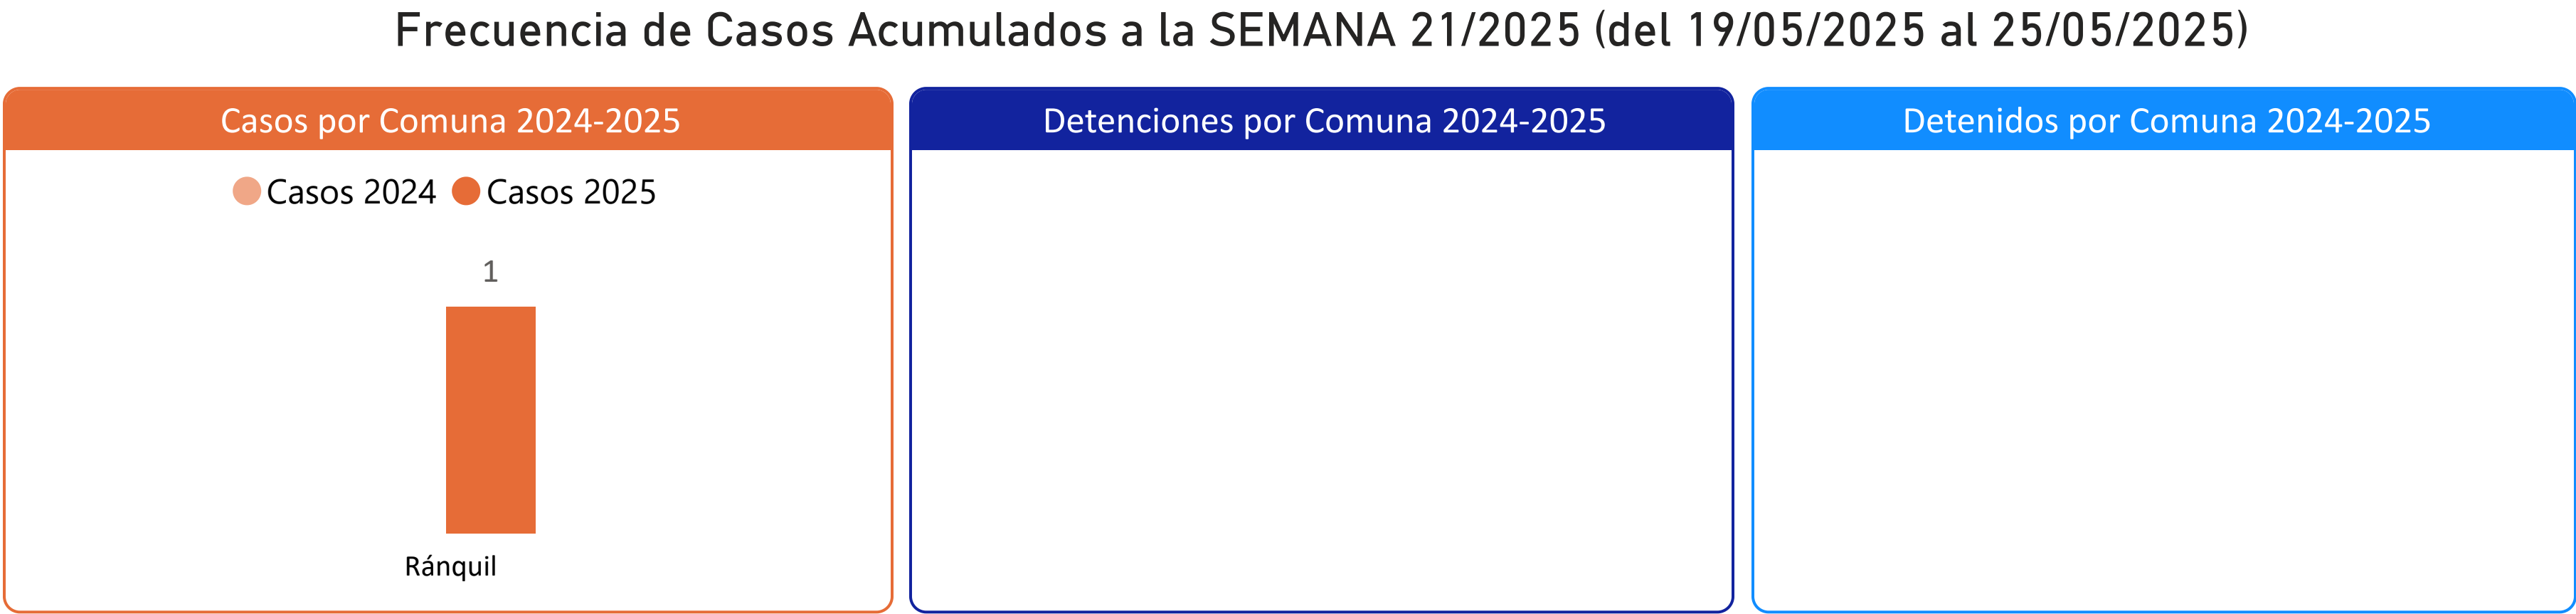 Frecuencia de Casos Acumulados a la SEMANA 21/2025 (del 19/05/2025 al 25/05/2025)
Casos por Comuna 2024-2025
Casos 2024 Casos 2025
1
Ránquil
Detenciones por Comuna 2024-2025
Detenidos por Comuna 2024-2025